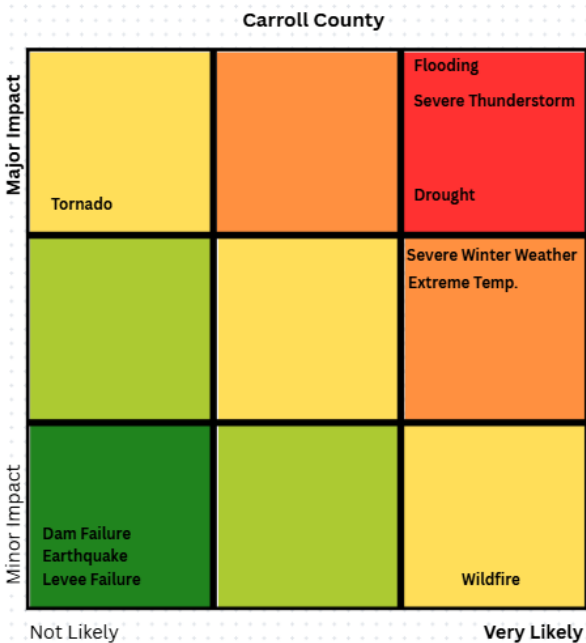 Carroll County
Major Impact
Flooding
Severe Thunderstorm
Tornado
Drought
Severe Winter Weather
Extreme Temp.
Minor Impact
Dam Failure
Earthquake
Levee Failure
Wildfire
Not Likely
Very Likely